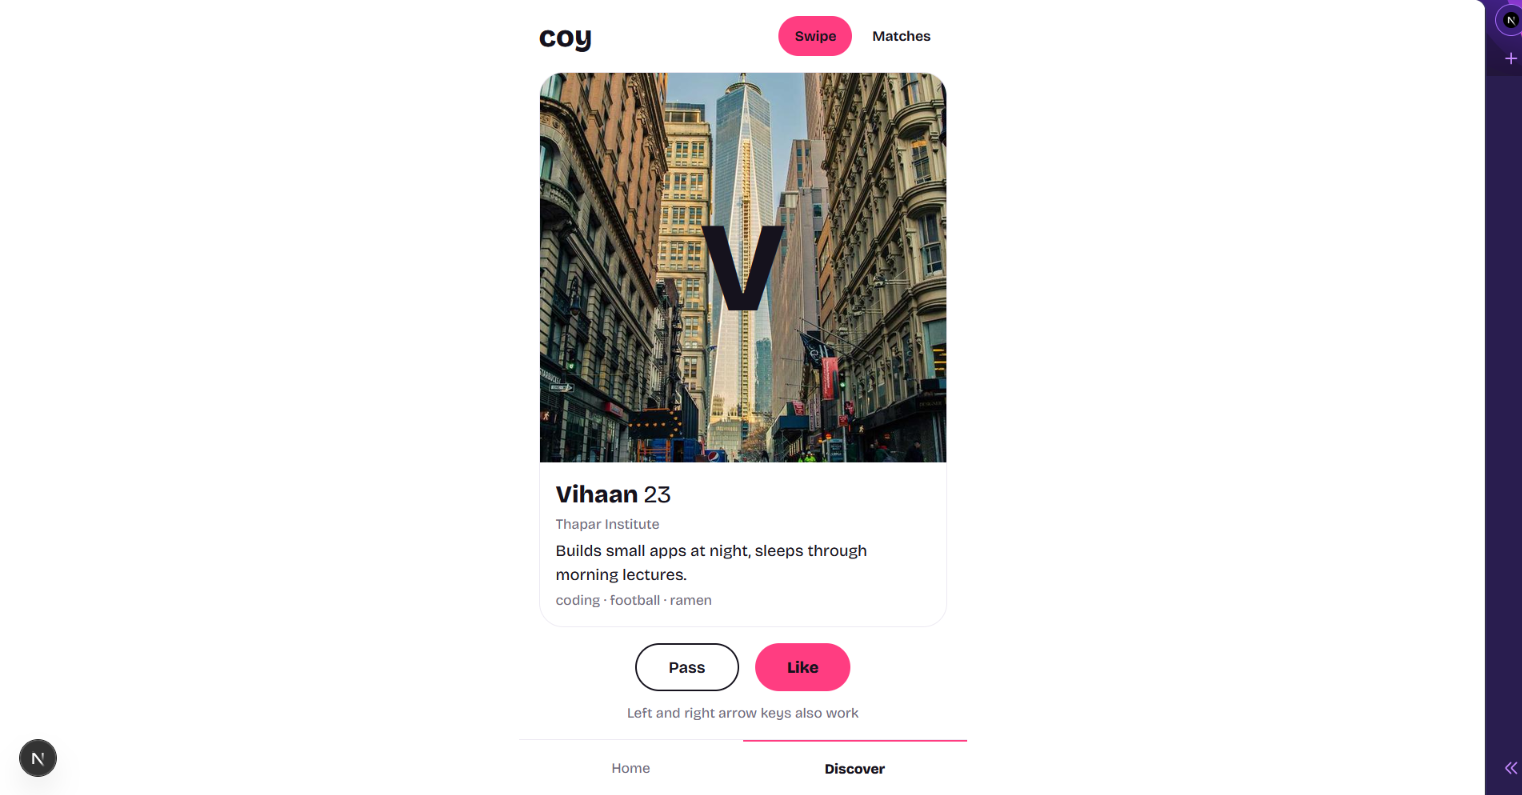 coy
Swipe
Matches
V
Vihaan 23
Thapar Institute
Builds small apps at night, sleeps through
morning lectures.
coding · football · ramen
Pass
Like
Left and right arrow keys also work
Home
Discover
N
N